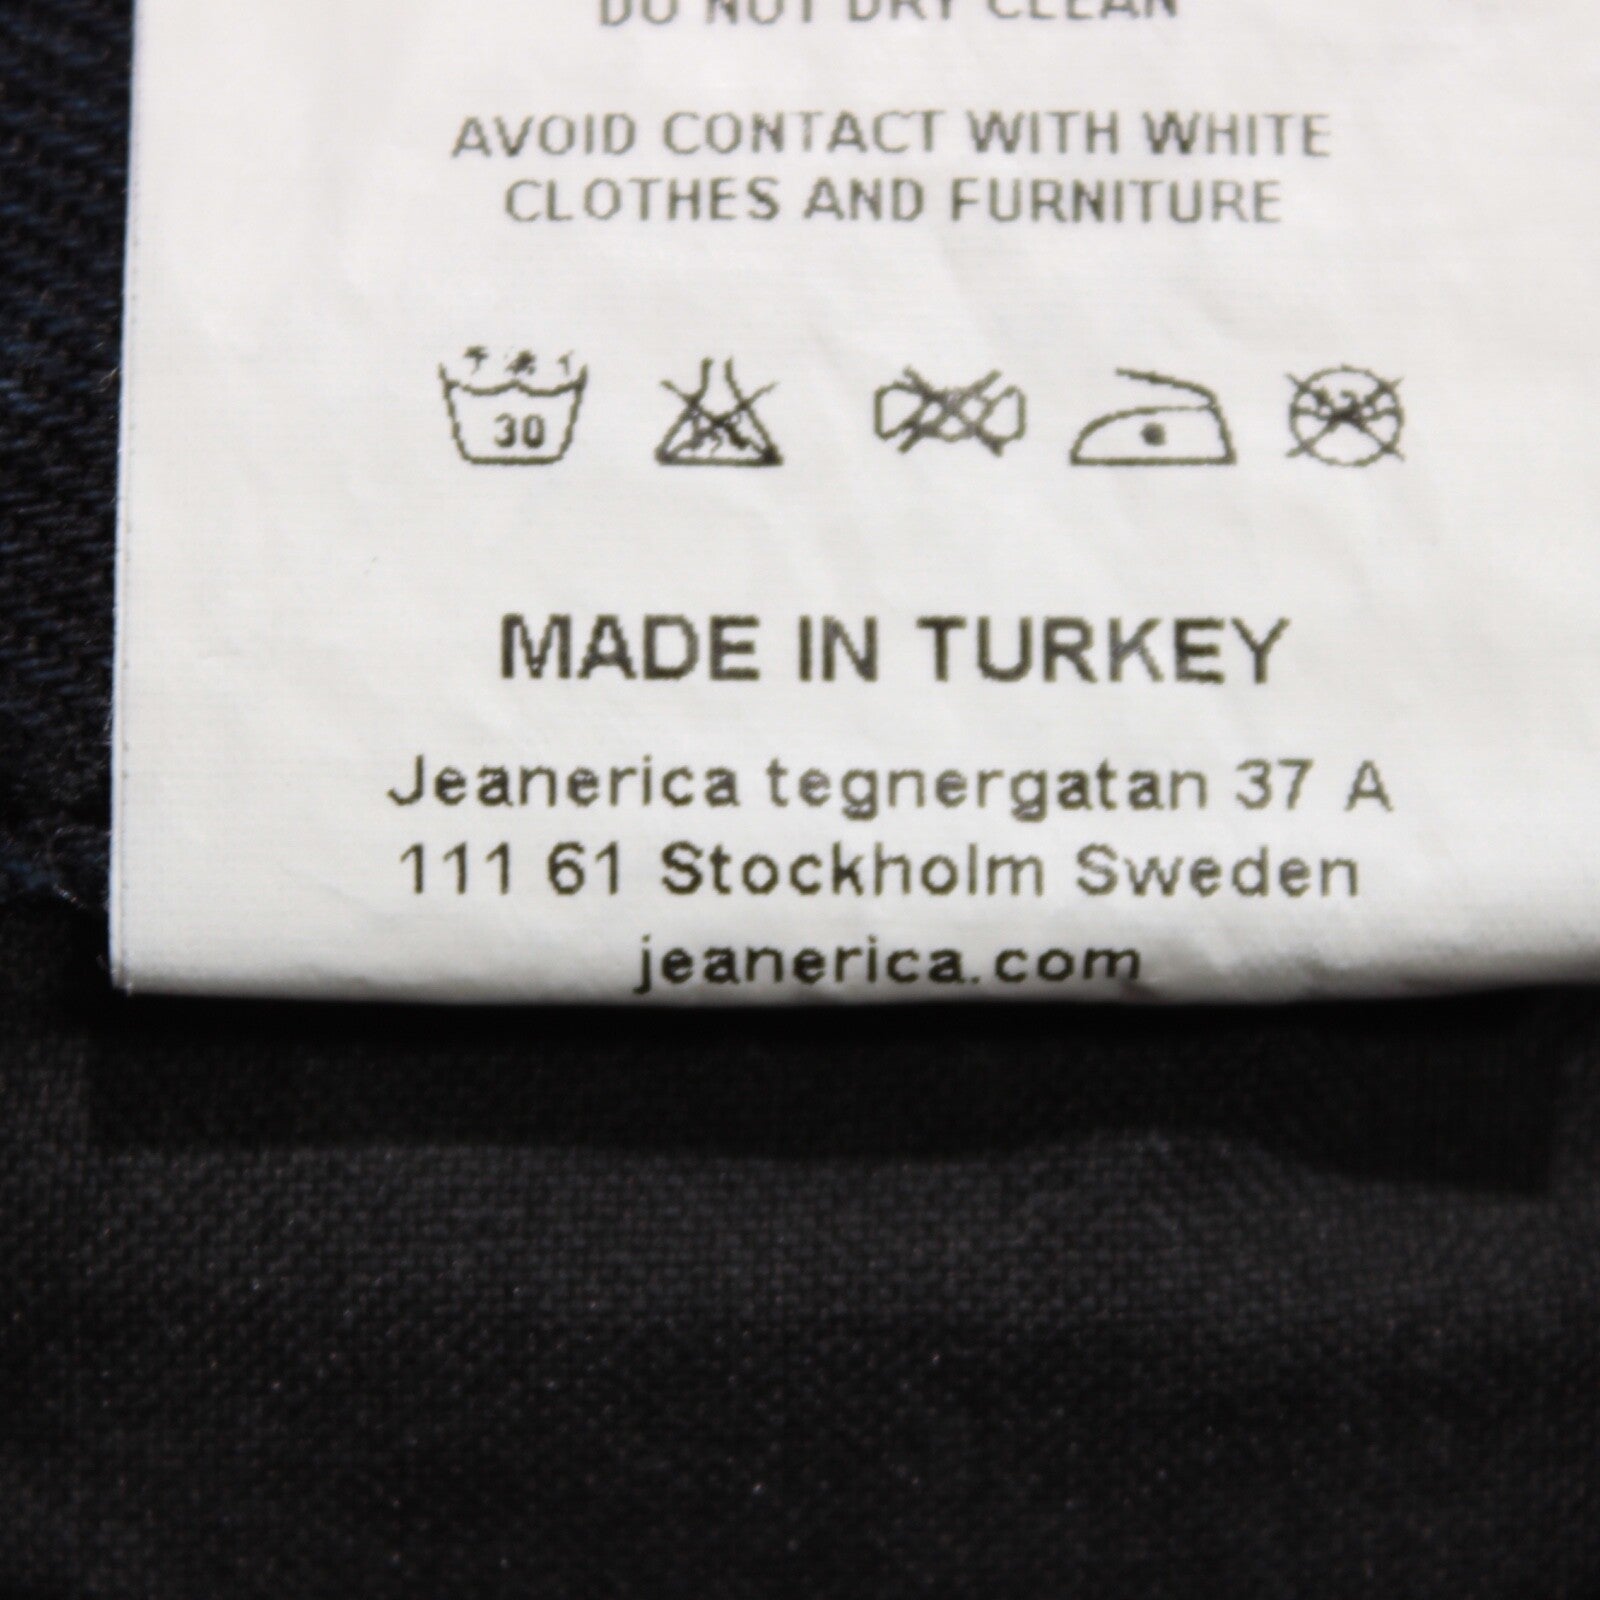 DO NOT DRY CLEAN
AVOID CONTACT WITH WHITE
CLOTHES AND FURNITURE
30
MADE IN TURKEY
Jeanerica tegnergatan 37 A
111 61 Stockholm Sweden
jeanerica.com